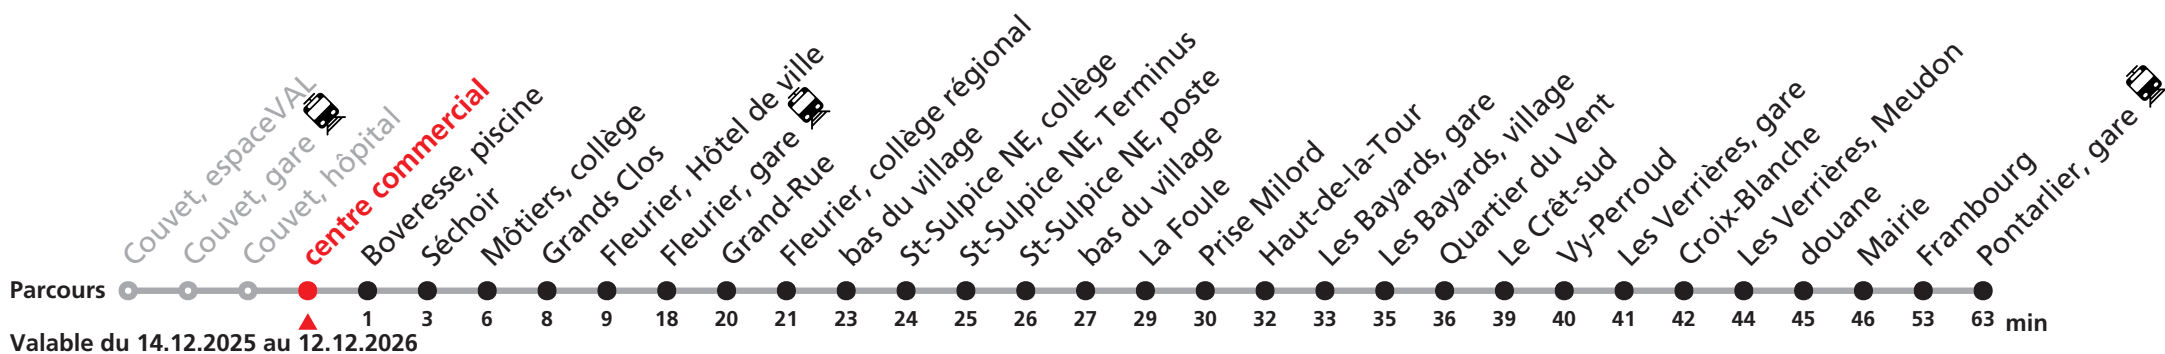 Couvet, espaceVAL
Couvet, gare
Couvet, hôpital
centre commercial
Boveresse, piscine
Séchoir
Môtiers, collège
Grands Clos
Fleurier, Hôtel de ville
Fleurier, gare
Grand-Rue
Fleurier, collège régional
bas du village
St-Sulpice NE, collège
St-Sulpice NE, Terminus
St-Sulpice NE, poste
bas du village
La Foule
Prise Milord
Haut-de-la-Tour
Les Bayards, gare
Les Bayards, village
Quartier du Vent
Le Crêt-sud
Vy-Perroud
Les Verrières, gare
Croix-Blanche
Les Verrières, Meudon
douane
Mairie
Frambourg
Pontarlier, gare
Parcours
1 3 6 8 9 18 20 21 23 24 25 26 27 29 30 32 33 35 36 39 40 41 42 44 45 46 53 63 min
Valable du 14.12.2025 au 12.12.2026